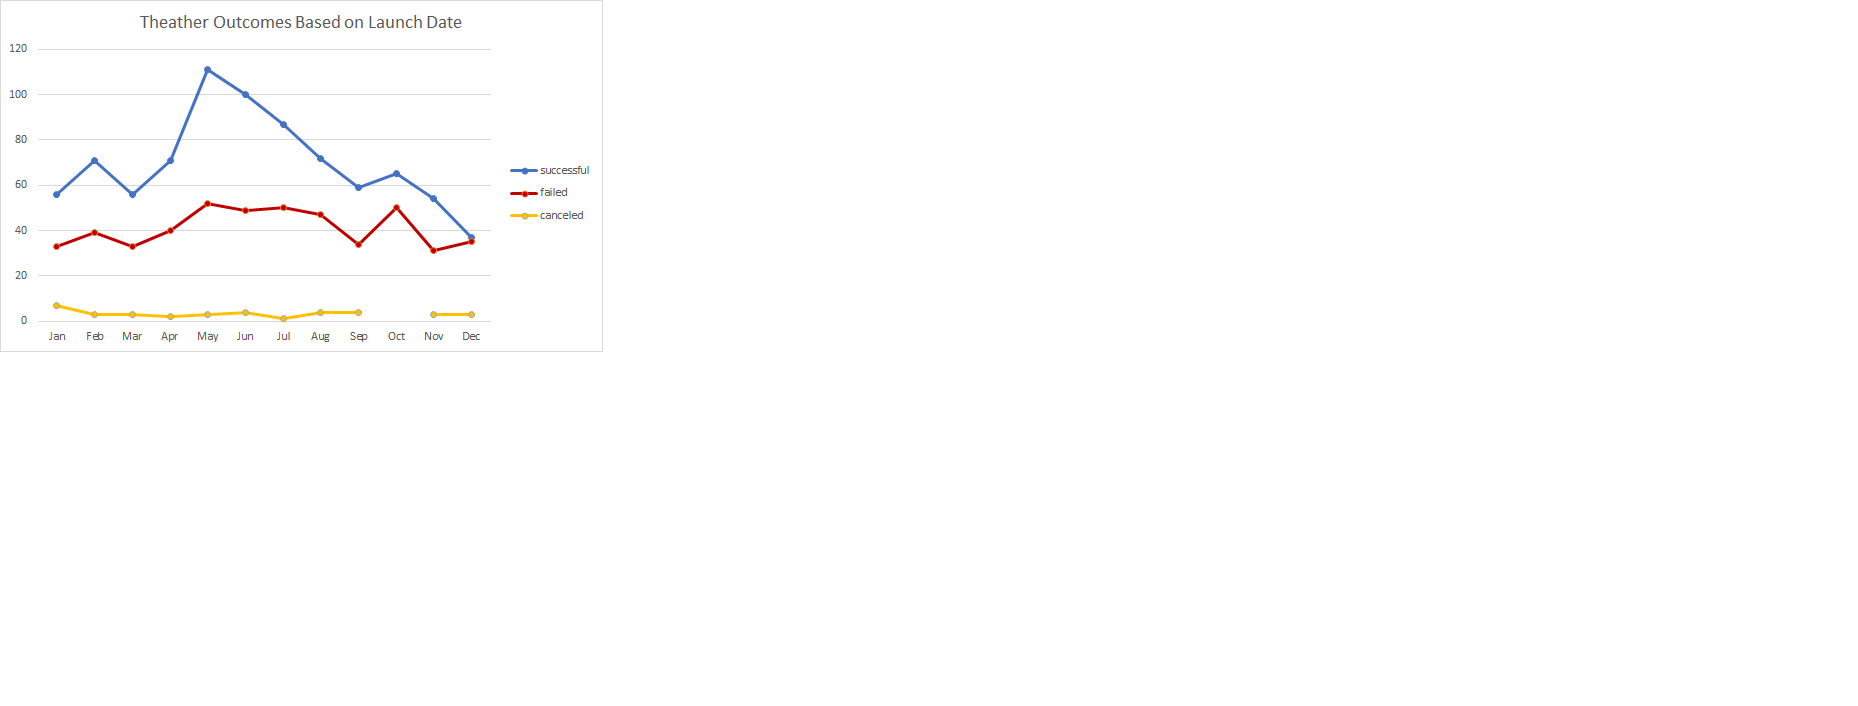 Theather Outcomes Based on Launch Date
120
100
80
60
40
20
0
Jan Feb Mar Apr May Jun Jul Aug Sep Oct Nov Dec
successful
failed
canceled